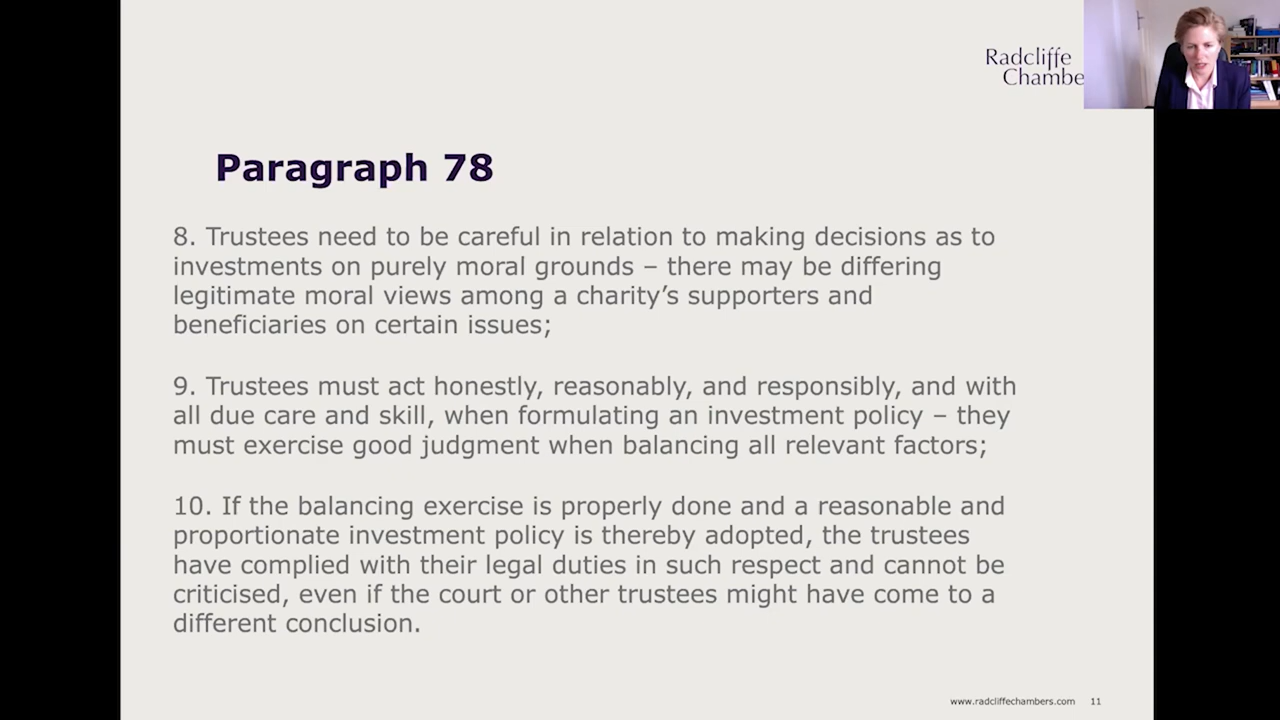 Radcliffe
Chambe
Paragraph 78
8. Trustees need to be careful in relation to making decisions as to
investments on purely moral grounds – there may be differing
legitimate moral views among a charity’s supporters and
beneficiaries on certain issues;
9. Trustees must act honestly, reasonably, and responsibly, and with
all due care and skill, when formulating an investment policy – they
must exercise good judgment when balancing all relevant factors;
10. If the balancing exercise is properly done and a reasonable and
proportionate investment policy is thereby adopted, the trustees
have complied with their legal duties in such respect and cannot be
criticised, even if the court or other trustees might have come to a
different conclusion.
www.radcliffechambers.com 11